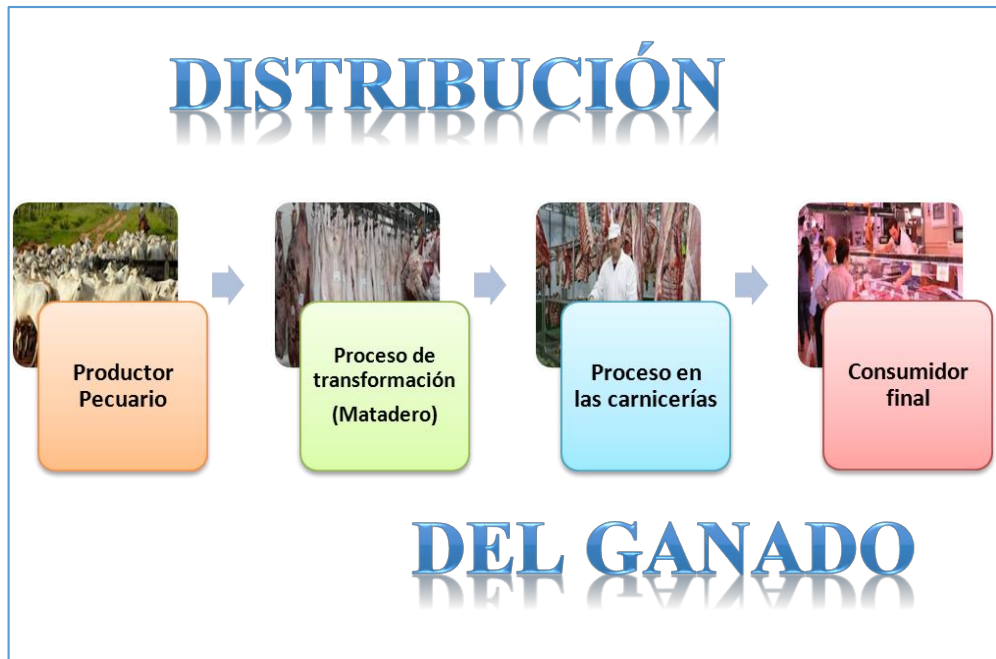 DISTRIBUCIÓN
Productor
Pecuario
Proceso de
transformación
(Matadero)
Proceso en
las carnicerías
Consumidor
final
DEL GANADO